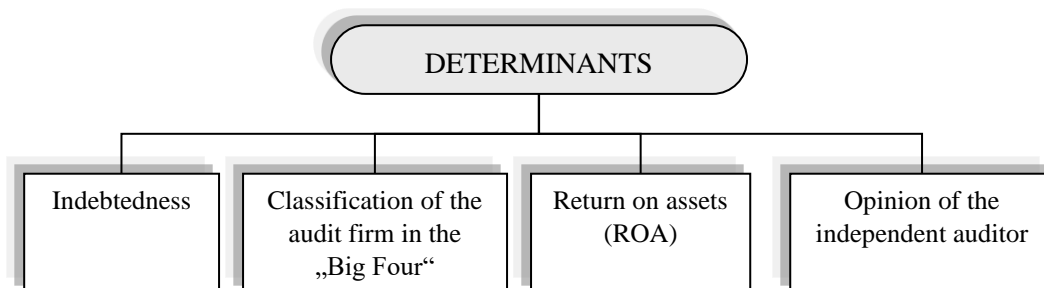 DETERMINANTS
Indebtedness
Classification of the
audit firm in the
„Big Four“
Return on assets
(ROA)
Opinion of the
independent auditor